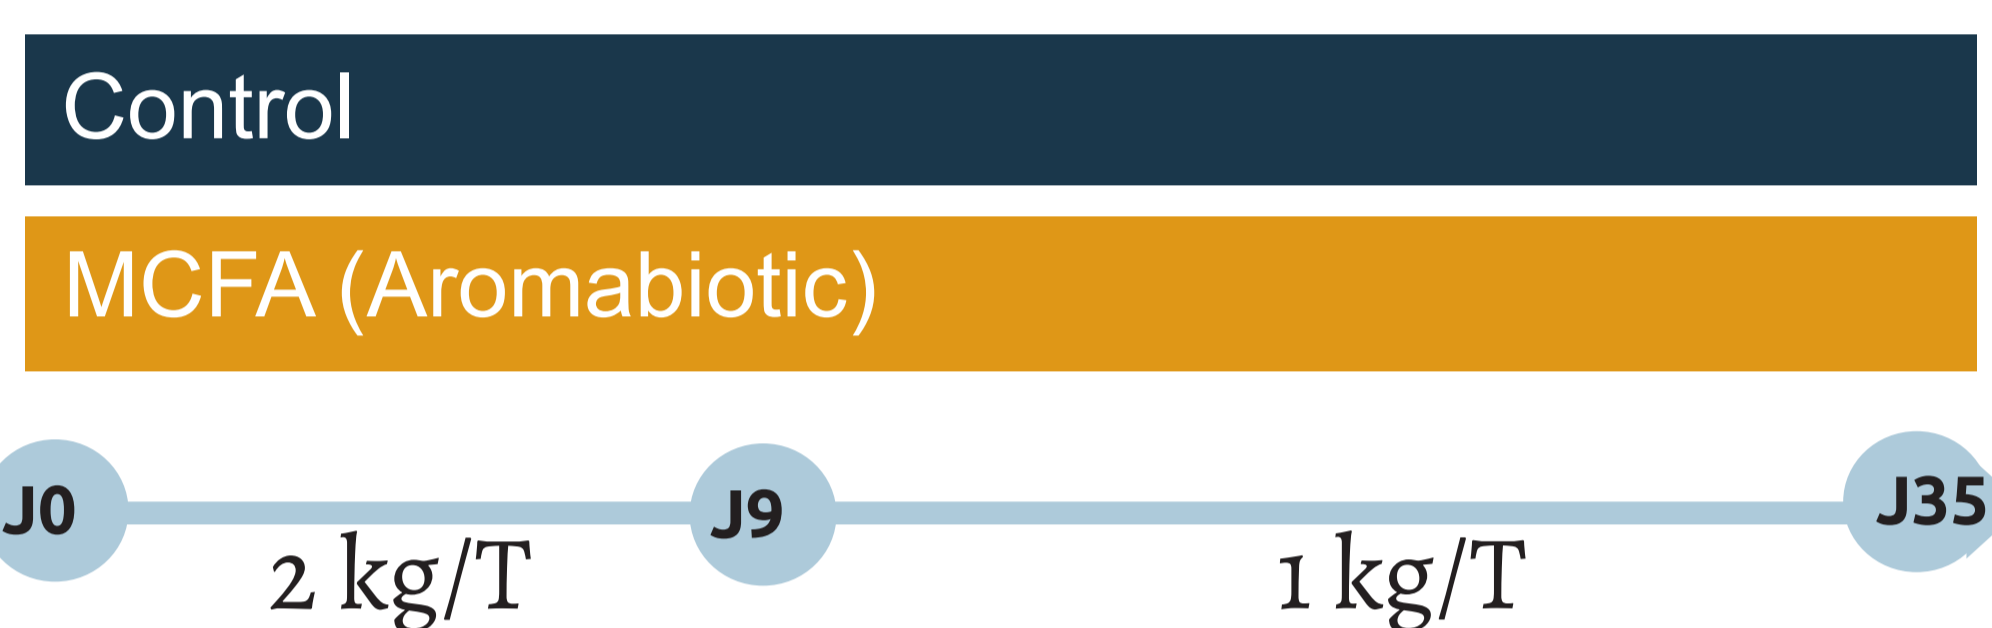 Control
MCFA (Aromabiotic)
J0 J9 J35
2 kg/T 1 kg/T